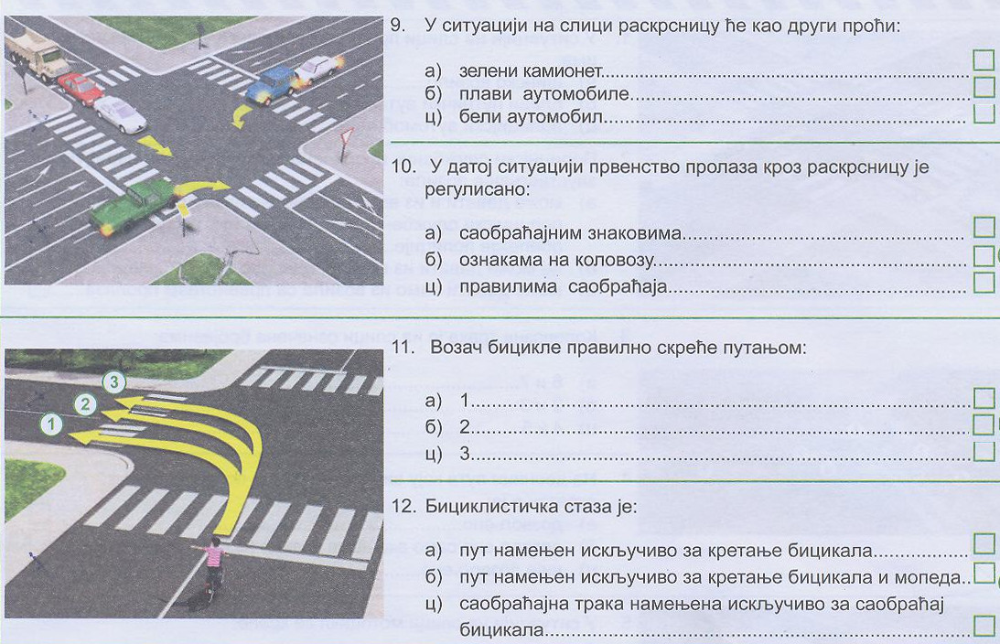 9. У ситуацији на слици раскрсницу ће као други проћи:
а) зелени камионет
б) плави аутомобиле
ц) бели аутомобил
10. У датој ситуацији првенство пролаза кроз раскрсницу је
регулисано:
а) саобраћајним знаковима
б) ознакама на коловозу
ц) правилима саобраћаја
11. Возач бицикле правилно скреће путањом:
3
2
1
а) 1
б) 2
ц) 3
12. Бициклистичка стаза је:
а) пут намењен искључиво за кретање бицикала
б) пут намењен искључиво за кретање бицикала и мопеда
ц) саобраћајна трака намењена искључиво за саобраћај
бицикала